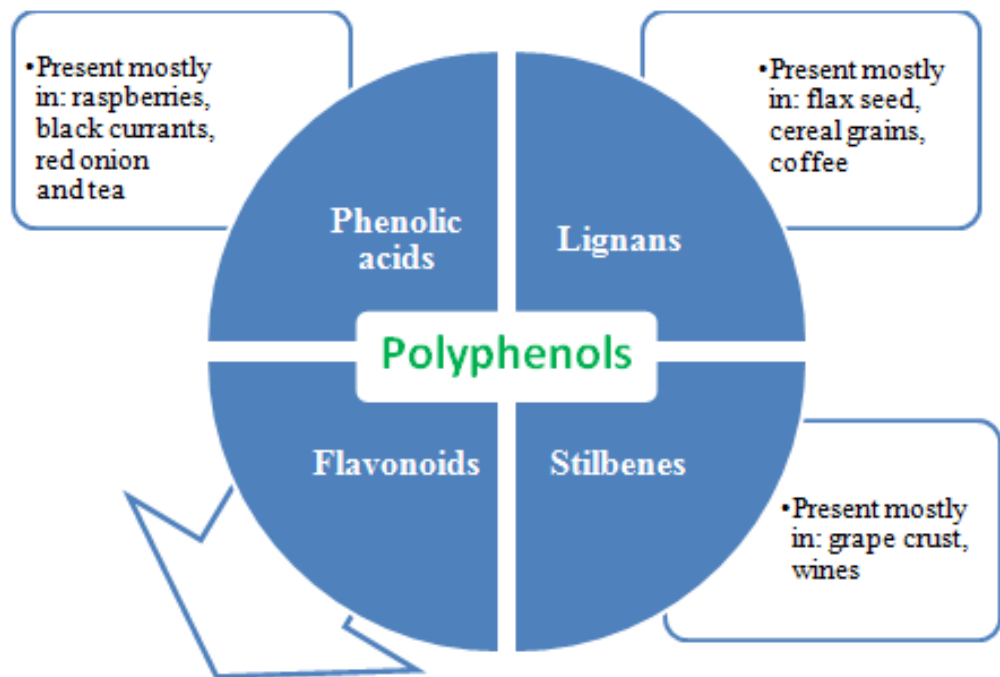 •Present mostly
in: raspberries,
black currants,
red onion
and tea
•Present mostly
in: flax seed,
cereal grains,
coffee
Phenolic
acids
Lignans
Polyphenols
Flavonoids
Stilbenes
•Present mostly
in: grape crust,
wines